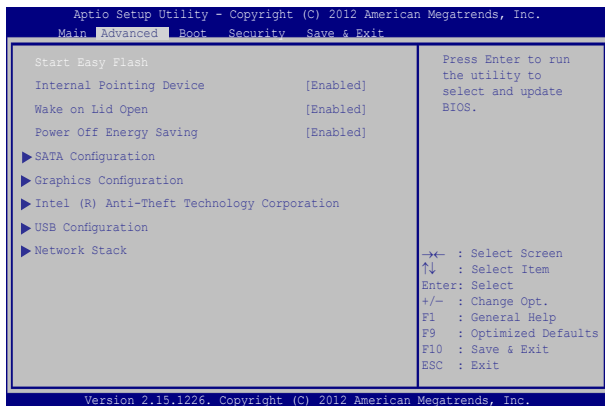 Aptio Setup Utility - Copyright (C) 2012 American Megatrends, Inc.
Main Advanced Boot Security Save & Exit
Start Easy Flash
Internal Pointing Device [Enabled]
Wake on Lid Open [Enabled]
Power Off Energy Saving [Enabled]
SATA Configuration
Graphics Configuration
Intel (R) Anti-Theft Technology Corporation
USB Configuration
Network Stack
Press Enter to run
the utility to
select and update
BIOS.
→← : Select Screen
↑↓ : Select Item
Enter: Select
+/— : Change Opt.
F1 : General Help
F9 : Optimized Defaults
F10 : Save & Exit
ESC : Exit
Version 2.15.1226. Copyright (C) 2012 American Megatrends, Inc.